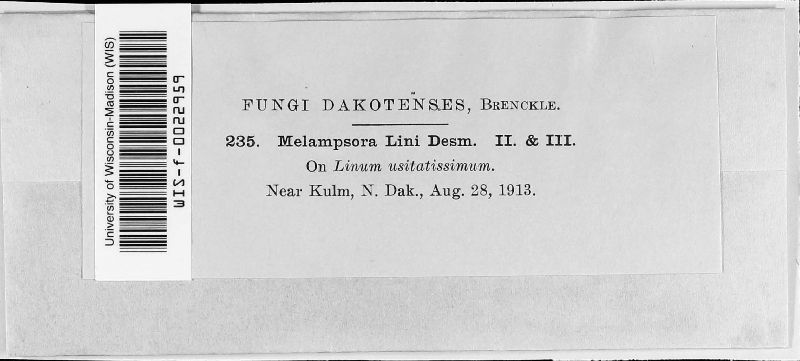 University of Wisconsin-Madison (WIS)
WIS-f-0022959
FUNGI DAKOTENSES, BRENCKLE.
235. Melampsora Lini Desm. II. & III.
On Linum usitatissimum.
Near Kulm, N. Dak., Aug. 28, 1913.